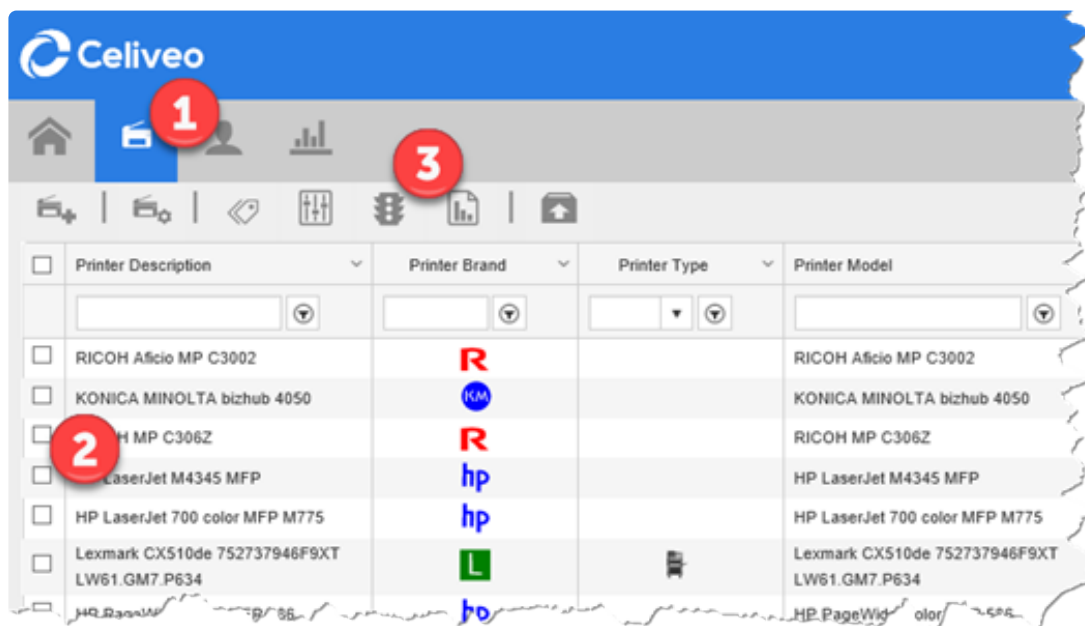 Celiveo
1
3
Printer Description
Printer Brand
Printer Type
Printer Model
RICOH Aficio MP C3002
R
RICOH Aficio MP C3002
KONICA MINOLTA bizhub 4050
KM
KONICA MINOLTA bizhub 4050
2
H MP C306Z
R
RICOH MP C306Z
LaserJet M4345 MFP
hp
HP LaserJet M4345 MFP
HP LaserJet 700 color MFP M775
hp
HP LaserJet 700 color MFP M775
Lexmark CX510de 752737946F9XT
LW61.GM7.P634
L
Lexmark CX510de 752737946F9XT
LW61.GM7.P634
hp
HP PageWide